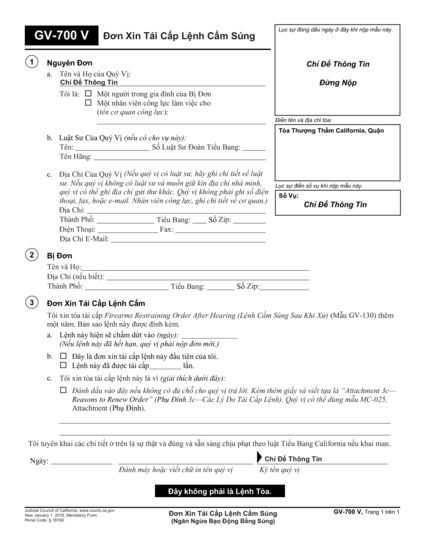 GV-700 V
Đơn Xin Tái Cấp Lệnh Cấm Súng
Lục sự đóng dấu ngày ở đây khi nộp mẫu này.
Chỉ Để Thông Tin
Đừng Nộp
Điền tên và địa chỉ tòa:
Tòa Thượng Thẩm California, Quận
Lục sự điền số vụ khi nộp mẫu này.
Số Vụ:
Chỉ Để Thông Tin
1
Nguyên Đơn
a. Tên và Họ của Quý Vị:
Chỉ Để Thông Tin
Tôi là: ☐ Một người trong gia đình của Bị Đơn
☐ Một nhân viên công lực làm việc cho
(tên cơ quan công lực):
b. Luật Sư Của Quý Vị (nếu có cho vụ này):
Tên: Số Luật Sư Đoàn Tiểu Bang:
Tên Hãng:
c. Địa Chỉ Của Quý Vị (Nếu quý vị có luật sư, hãy ghi chi tiết về luật
sư. Nếu quý vị không có luật sư và muốn giữ kín địa chỉ nhà mình,
quý vị có thể ghi địa chỉ gửi thư khác. Quý vị không phải ghi số điện
thoại, fax, hoặc e-mail. Nhân viên công lực, ghi chi tiết về cơ quan.)
Địa Chỉ:
Thành Phố: Tiểu Bang: Số Zip:
Điện Thoại: Fax:
Địa Chỉ E-Mail:
2
Bị Đơn
Tên và Họ:
Địa Chỉ (nếu biết):
Thành Phố: Tiểu Bang: Số Zip:
3
Đơn Xin Tái Cấp Lệnh Cấm
Tôi xin tòa tái cấp Firearms Restraining Order After Hearing (Lệnh Cấm Súng Sau Khi Xử) (Mẫu GV-130) thêm
một năm. Bản sao lệnh này được đính kèm.
a. Lệnh này hiện sẽ chấm dứt vào (ngày):
(Nếu lệnh này đã hết hạn, quý vị phải nộp đơn mới.)
b. ☐ Đây là đơn xin tái cấp lệnh này đầu tiên của tôi.
☐ Lệnh này đã được tái cấp lần.
c. Tôi xin tòa tái cấp lệnh này là vì (giải thích dưới đây):
☐ Đánh dấu vào đây nếu không có đủ chỗ cho quý vị trả lời. Kèm thêm giấy và viết tựa là “Attachment 3c—
Reasons to Renew Order” (Phụ Đính 3c—Các Lý Do Tái Cấp Lệnh). Quý vị có thể dùng mẫu MC-025,
Attachment (Phụ Đính).
Tôi tuyên khai các chi tiết ở trên là sự thật và đúng và sẵn sàng chịu phạt theo luật Tiểu Bang California nếu khai man.
Ngày:
Chỉ Để Thông Tin
Đánh máy hoặc viết chữ in tên quý vị
Ký tên quý vị
Đây không phải là Lệnh Tòa.
Judicial Council of California, www.courts.ca.gov
New January 1, 2016, Mandatory Form
Penal Code, § 18190
Đơn Xin Tái Cấp Lệnh Cấm Súng
(Ngăn Ngừa Bạo Động Bằng Súng)
GV-700 V, Trang 1 trên 1